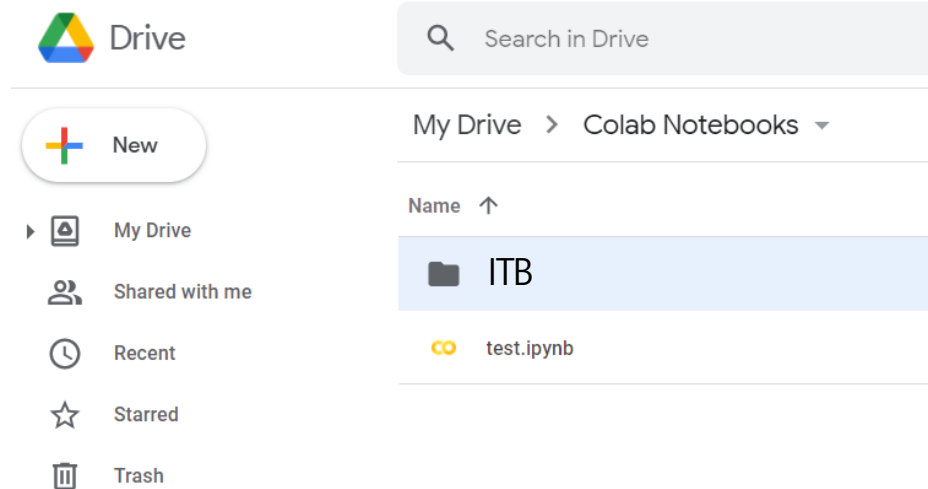 Drive
Search in Drive
New
My Drive > Colab Notebooks
Name
My Drive
ITB
Shared with me
Recent
test.ipynb
Starred
Trash